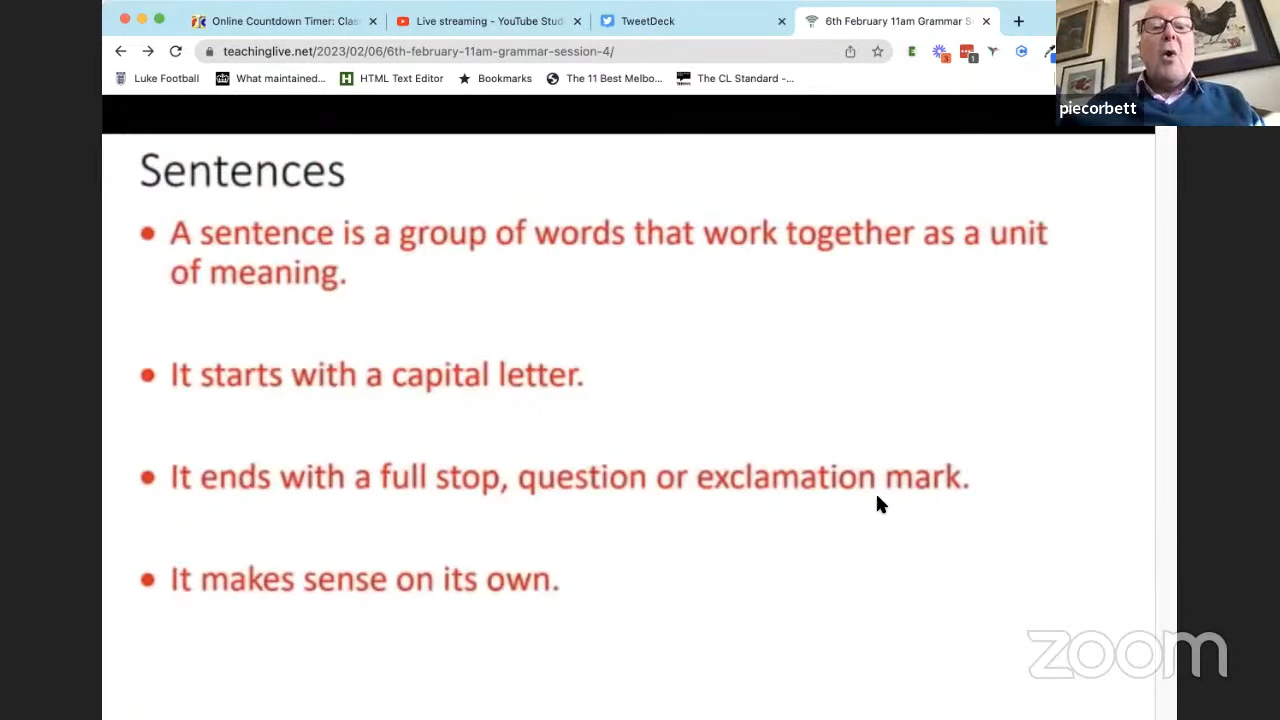 Online Countdown Timer: Clas
Live streaming - YouTube Stud
TweetDeck
6th February 11am Grammar S
teachinglive.net/2023/02/06/6th-february-11am-grammar-session-4/
3
1
Luke Football
What maintained...
HTML Text Editor
Bookmarks
The 11 Best Melbo...
The CL Standard -...
piecorbett
Sentences
• A sentence is a group of words that work together as a unit
of meaning.
• It starts with a capital letter.
• It ends with a full stop, question or exclamation mark.
• It makes sense on its own.
zoom